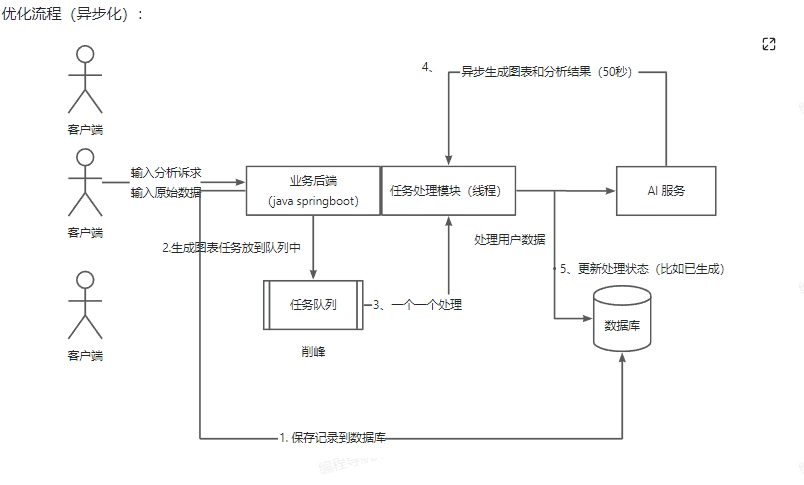 优化流程（异步化）：
4、
异步生成图表和分析结果（50秒）
客户端
输入分析诉求
输入原始数据
业务后端
（java springboot）
任务处理模块（线程）
AI 服务
客户端
2.生成图表任务放到队列中
处理用户数据
5、更新处理状态（比如已生成）
任务队列
3、一个一个处理
数据库
削峰
客户端
1. 保存记录到数据库